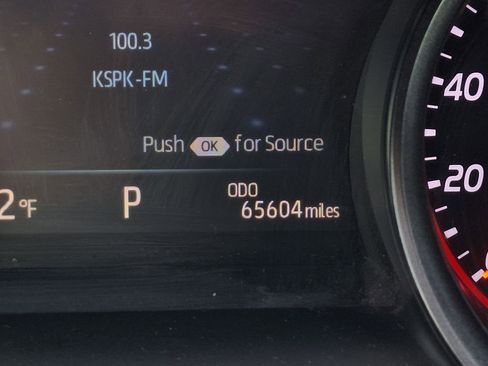 100.3
KSPK-FM
Push OK for Source
2°F P ODO
65604 miles
40
20